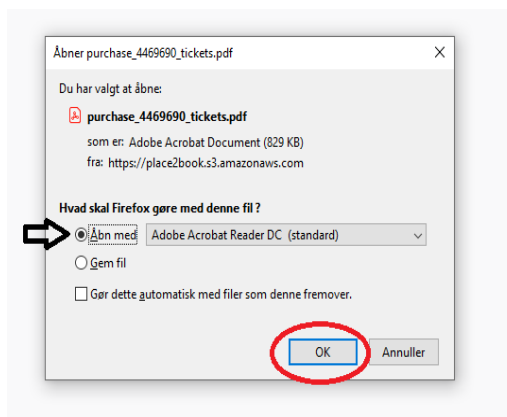 Åbner purchase_4469690_tickets.pdf
Du har valgt at åbne:
purchase_4469690_tickets.pdf
som er: Adobe Acrobat Document (829 KB)
fra: https://place2book.s3.amazonaws.com
Hvad skal Firefox gøre med denne fil?
Åbn med Adobe Acrobat Reader DC (standard)
Gem fil
Gør dette automatisk med filer som denne fremover.
OK Annuller